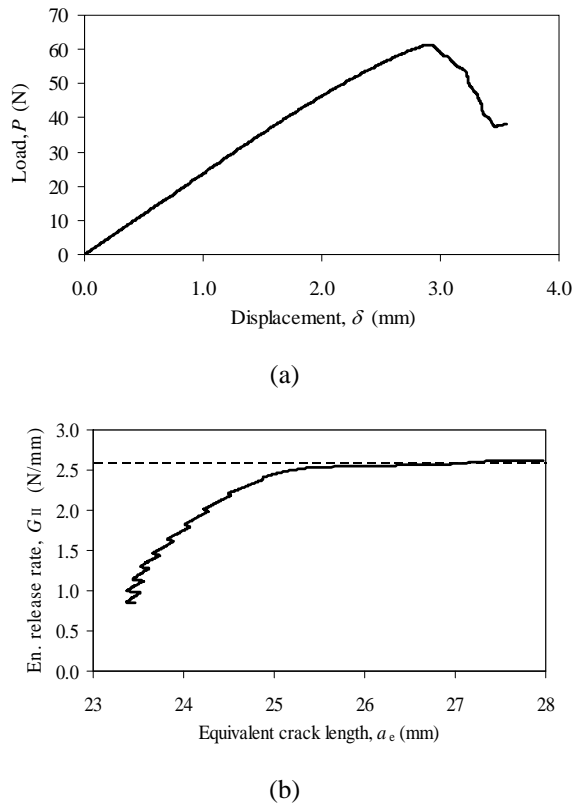 70
60
50
40
30
20
10
0
Load, P (N)
0.0 1.0 2.0 3.0 4.0
Displacement, δ (mm)
(a)
3.0
2.5
2.0
1.5
1.0
0.5
0.0
En. release rate, G II (N/mm)
23 24 25 26 27 28
Equivalent crack length, a e (mm)
(b)